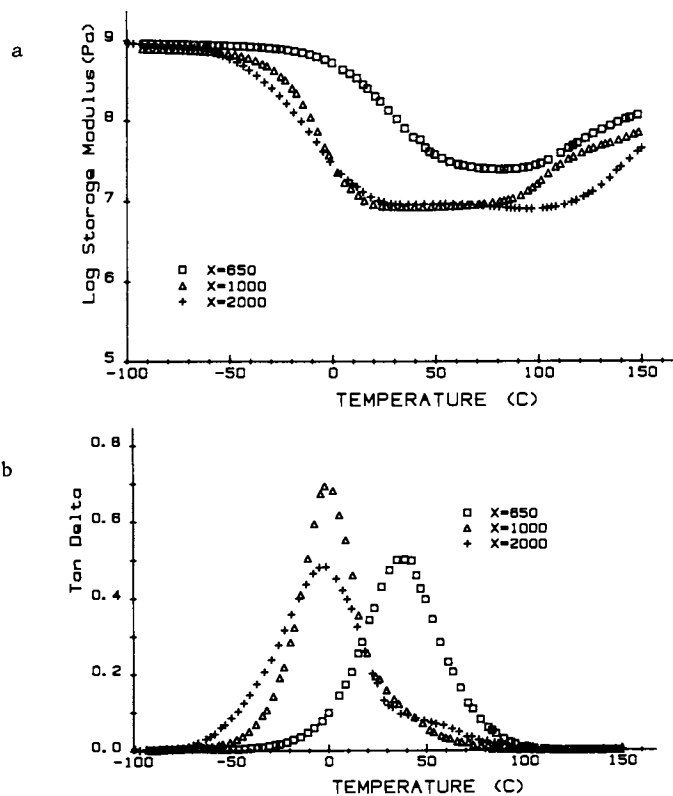 a
Log Storage Modulus(Pa)
9
8
7
6
5
□ X=650
△ X=1000
+ X=2000
-100 -50 0 50 100 150
TEMPERATURE (C)
b
Tan Delta
0.8
0.6
0.4
0.2
0.0
□ X=650
△ X=1000
+ X=2000
-100 -50 0 50 100 150
TEMPERATURE (C)